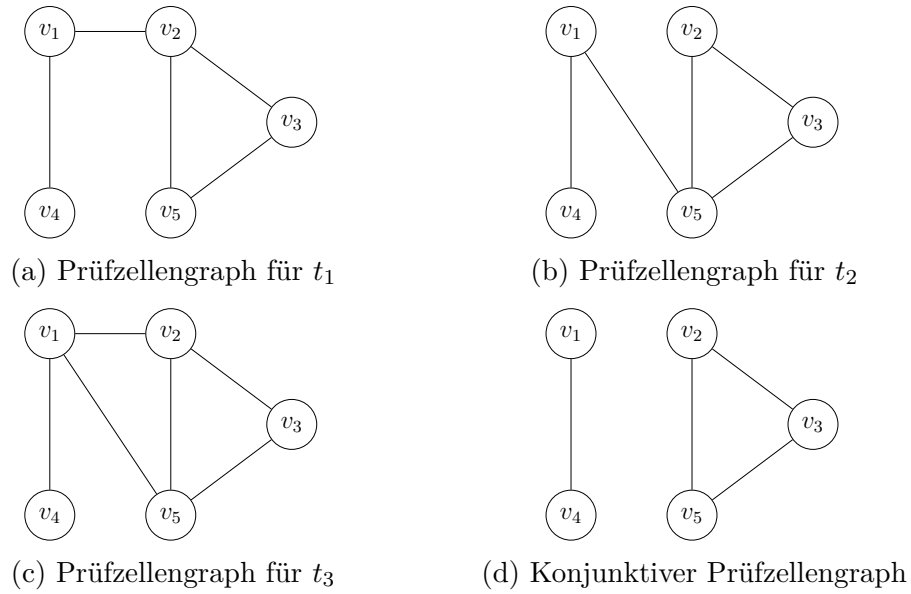 v1 v2 v1 v2
v3 v3
v4 v5 v4 v5
(a) Prüfzellengraph für t1 (b) Prüfzellengraph für t2
v1 v2 v1 v2
v3 v3
v4 v5 v4 v5
(c) Prüfzellengraph für t3 (d) Konjunktiver Prüfzellengraph